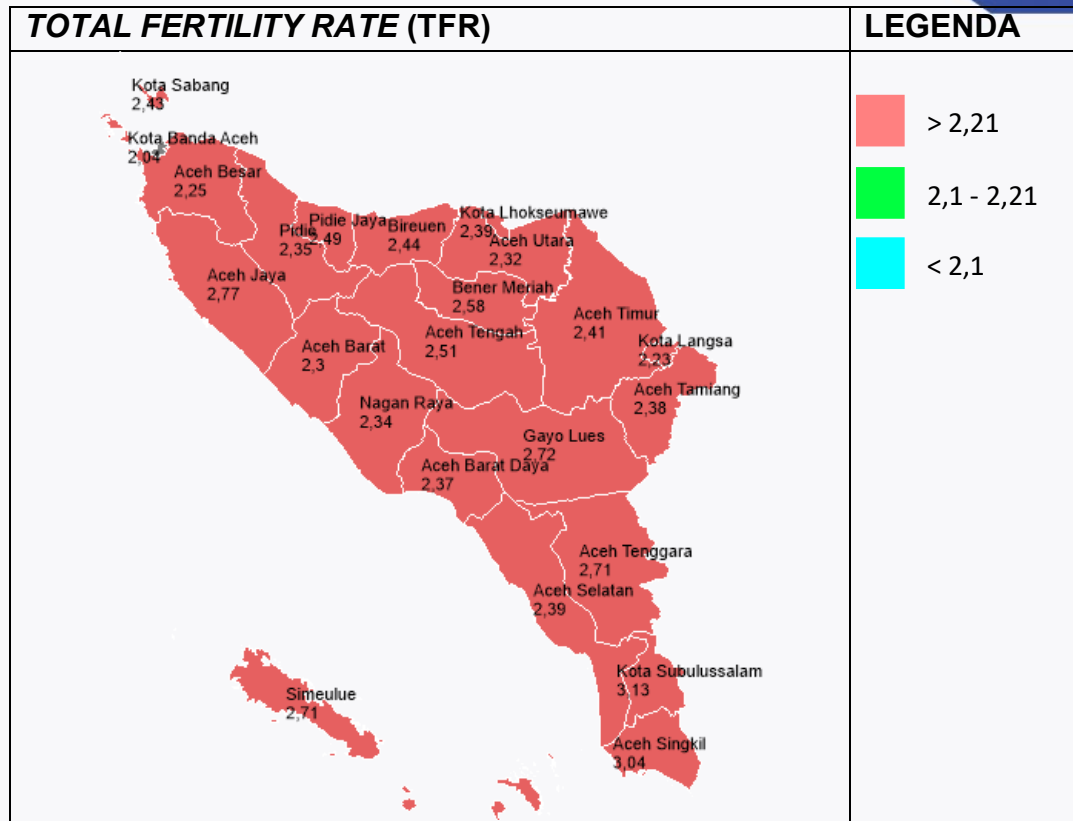 TOTAL FERTILITY RATE (TFR)
LEGENDA
Kota Sabang
2,43
Kota Banda Aceh
2,04
Aceh Besar
2,25
Pidie
2,35
Pidie Jaya
2,49
Bireuen
2,44
Kota Lhokseumawe
2,39
Aceh Utara
2,32
Aceh Jaya
2,77
Bener Meriah
2,58
Aceh Timur
2,41
Aceh Tengah
2,51
Kota Langsa
2,23
Aceh Barat
2,3
Aceh Tamiang
2,38
Nagan Raya
2,34
Gayo Lues
2,72
Aceh Barat Daya
2,37
Aceh Tenggara
2,71
Aceh Selatan
2,39
Kota Subulussalam
3,13
Simeulue
2,71
Aceh Singkil
3,04
> 2,21
2,1 - 2,21
< 2,1